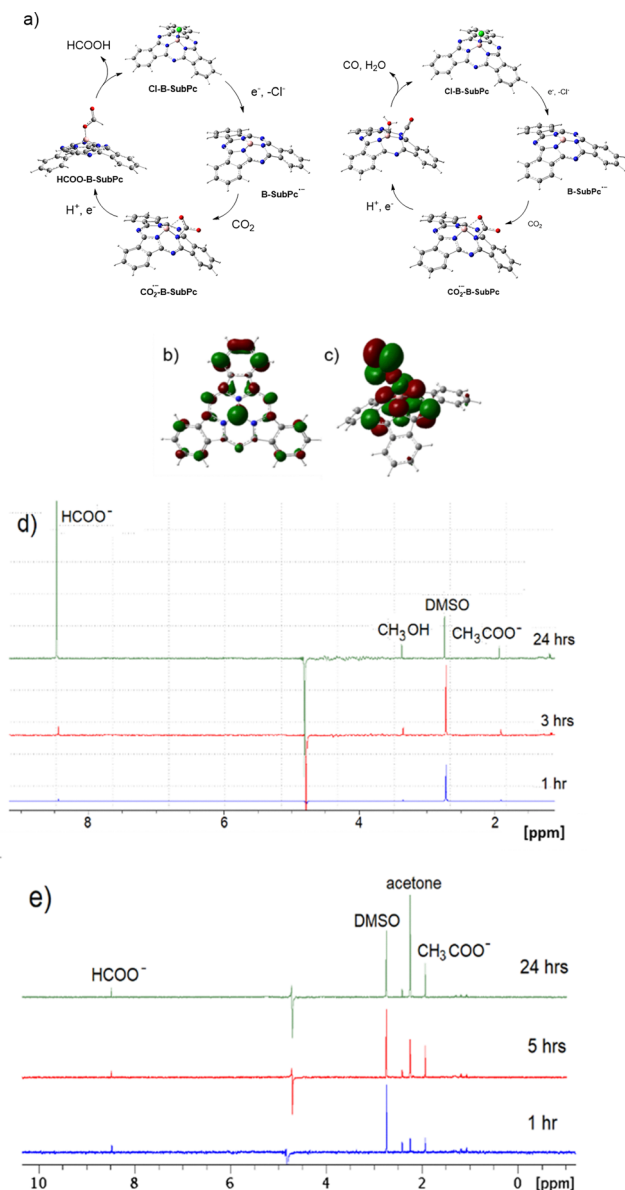 a)
HCOOH
Cl-B-SubPc
e⁻, -Cl⁻
HCOO-B-SubPc
B-SubPc•—
H⁺, e⁻
CO₂
•—
CO₂-B-SubPc
CO, H₂O
Cl-B-SubPc
e⁻, -Cl⁻
B-SubPc•—
H⁺, e⁻
CO₂
•—
CO₂-B-SubPc
b)
c)
d)
HCOO⁻
DMSO
CH₃OH
CH₃COO⁻
24 hrs
3 hrs
1 hr
8 6 4 2 [ppm]
e)
acetone
DMSO
HCOO⁻
CH₃COO⁻
24 hrs
5 hrs
1 hr
10 8 6 4 2 0 [ppm]